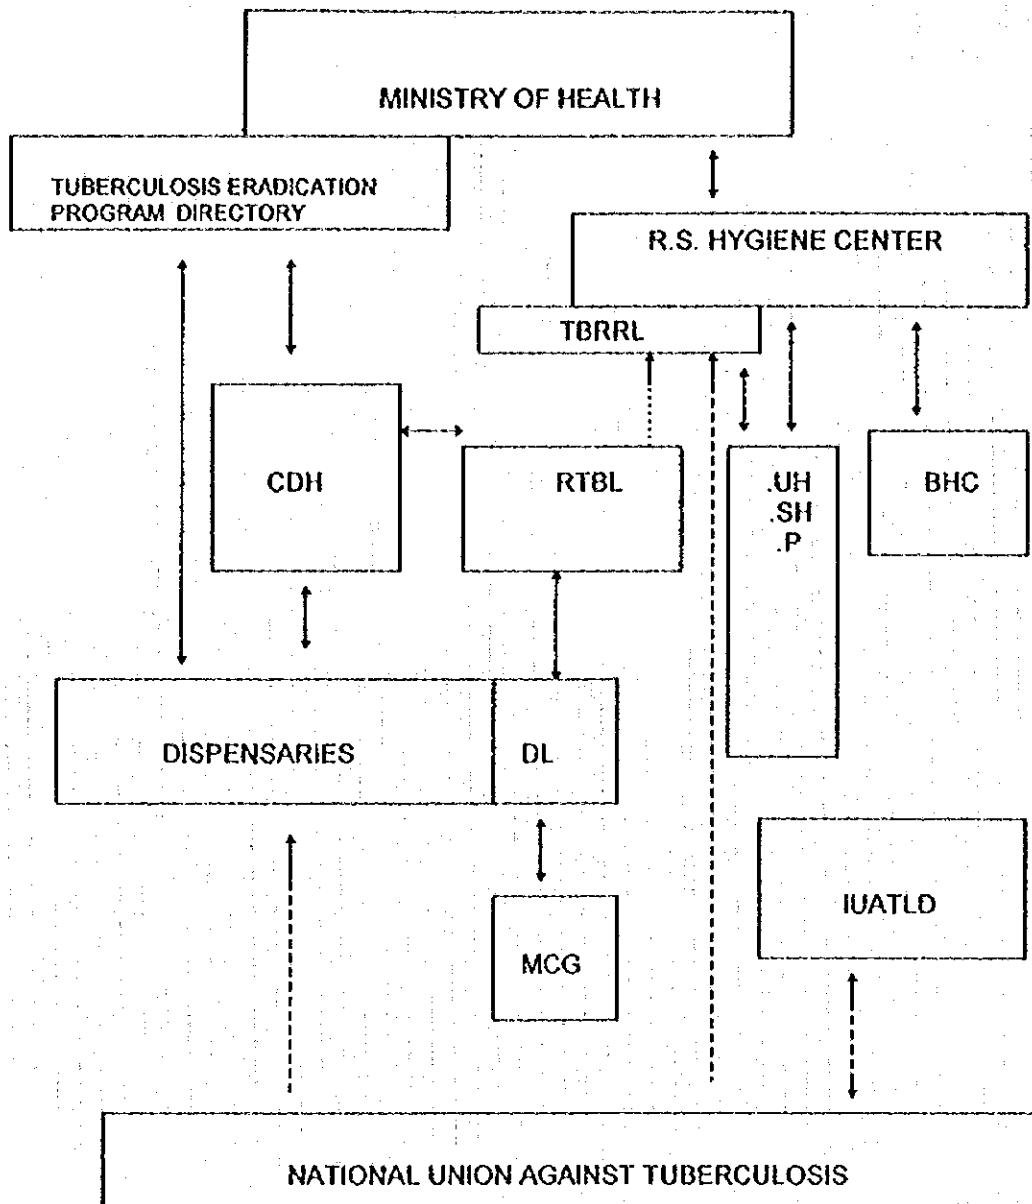 MINISTRY OF HEALTH
TUBERCULOSIS ERADICATION
PROGRAM DIRECTORY
R.S. HYGIENE CENTER
TBRRL
CDH
RTBL
.UH
.SH
.P
BHC
DISPENSARIES
DL
IUATLD
MCG
NATIONAL UNION AGAINST TUBERCULOSIS